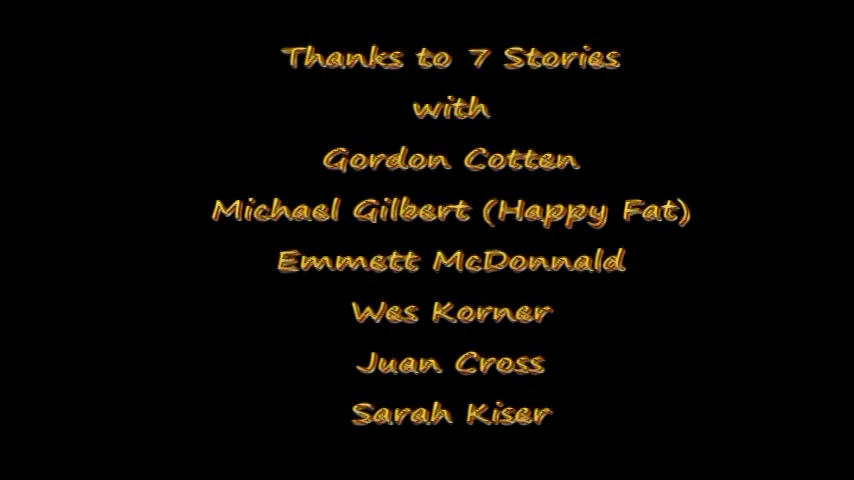 Thanks to 7 Stories
with
Gordon Cotten
Michael Gilbert (Happy Fat)
Emmett McDonnald
Wes Korner
Juan Cross
Sarah Kiser